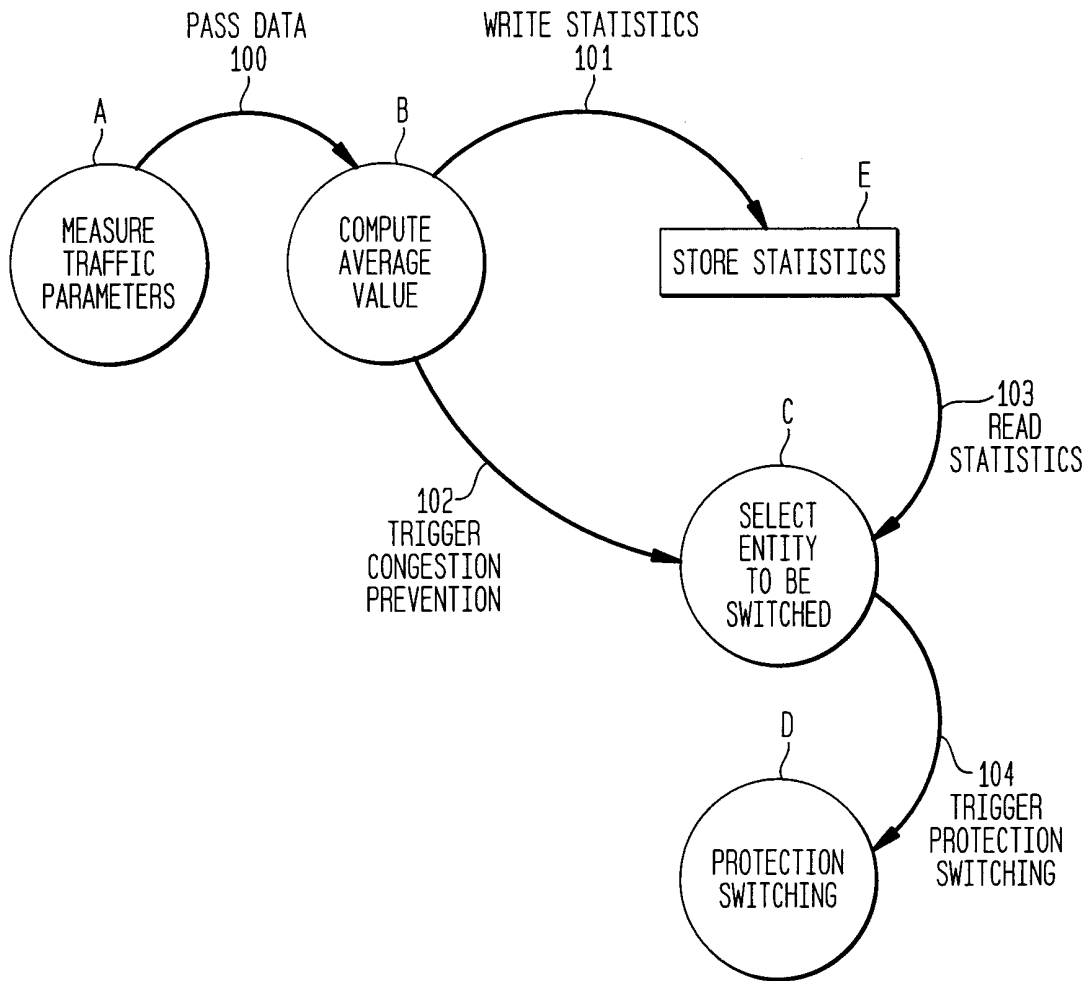 PASS DATA
100
WRITE STATISTICS
101
A
B
E
MEASURE
TRAFFIC
PARAMETERS
COMPUTE
AVERAGE
VALUE
STORE STATISTICS
103
READ
STATISTICS
C
102
TRIGGER
CONGESTION
PREVENTION
SELECT
ENTITY
TO BE
SWITCHED
D
104
TRIGGER
PROTECTION
SWITCHING
PROTECTION
SWITCHING